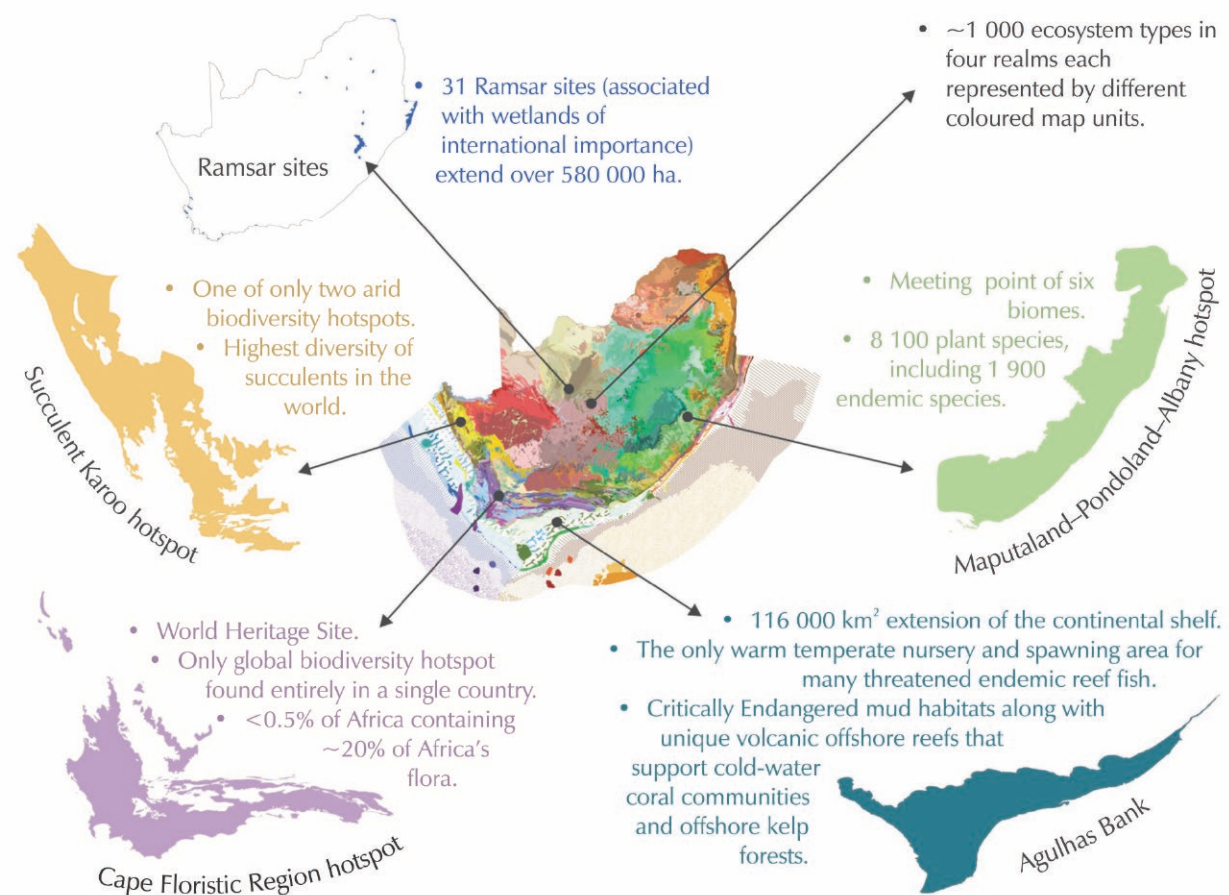 • 31 Ramsar sites (associated
with wetlands of
international importance)
extend over 580 000 ha.
Ramsar sites
• ~1 000 ecosystem types in
four realms each
represented by different
coloured map units.
• One of only two arid
biodiversity hotspots.
• Highest diversity of
succulents in the
world.
Succulent Karoo hotspot
• Meeting point of six
biomes.
• 8 100 plant species,
including 1 900
endemic species.
Maputaland–Pondoland–Albany hotspot
• World Heritage Site.
• Only global biodiversity hotspot
found entirely in a single country.
• <0.5% of Africa containing
~20% of Africa's
flora.
Cape Floristic Region hotspot
• 116 000 km² extension of the continental shelf.
• The only warm temperate nursery and spawning area for
many threatened endemic reef fish.
• Critically Endangered mud habitats along with
unique volcanic offshore reefs that
support cold-water
coral communities
and offshore kelp
forests.
Agulhas Bank